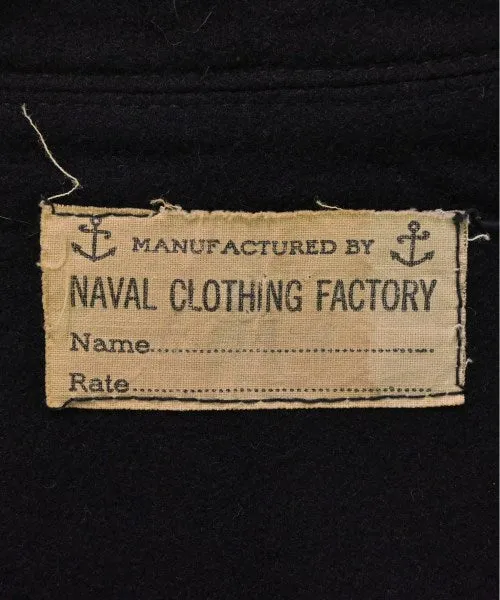 MANUFACTURED BY
NAVAL CLOTHING FACTORY
Name..............................
Rate..............................